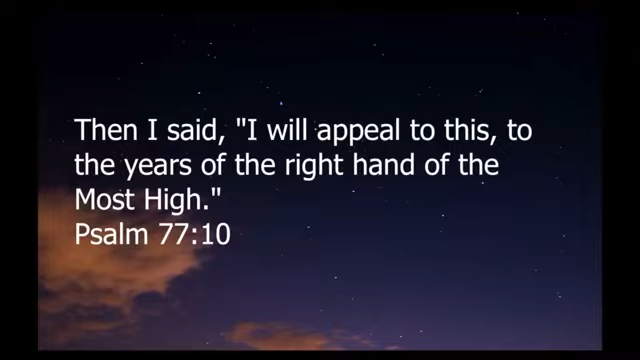 Then I said, "I will appeal to this, to
the years of the right hand of the
Most High."
Psalm 77:10